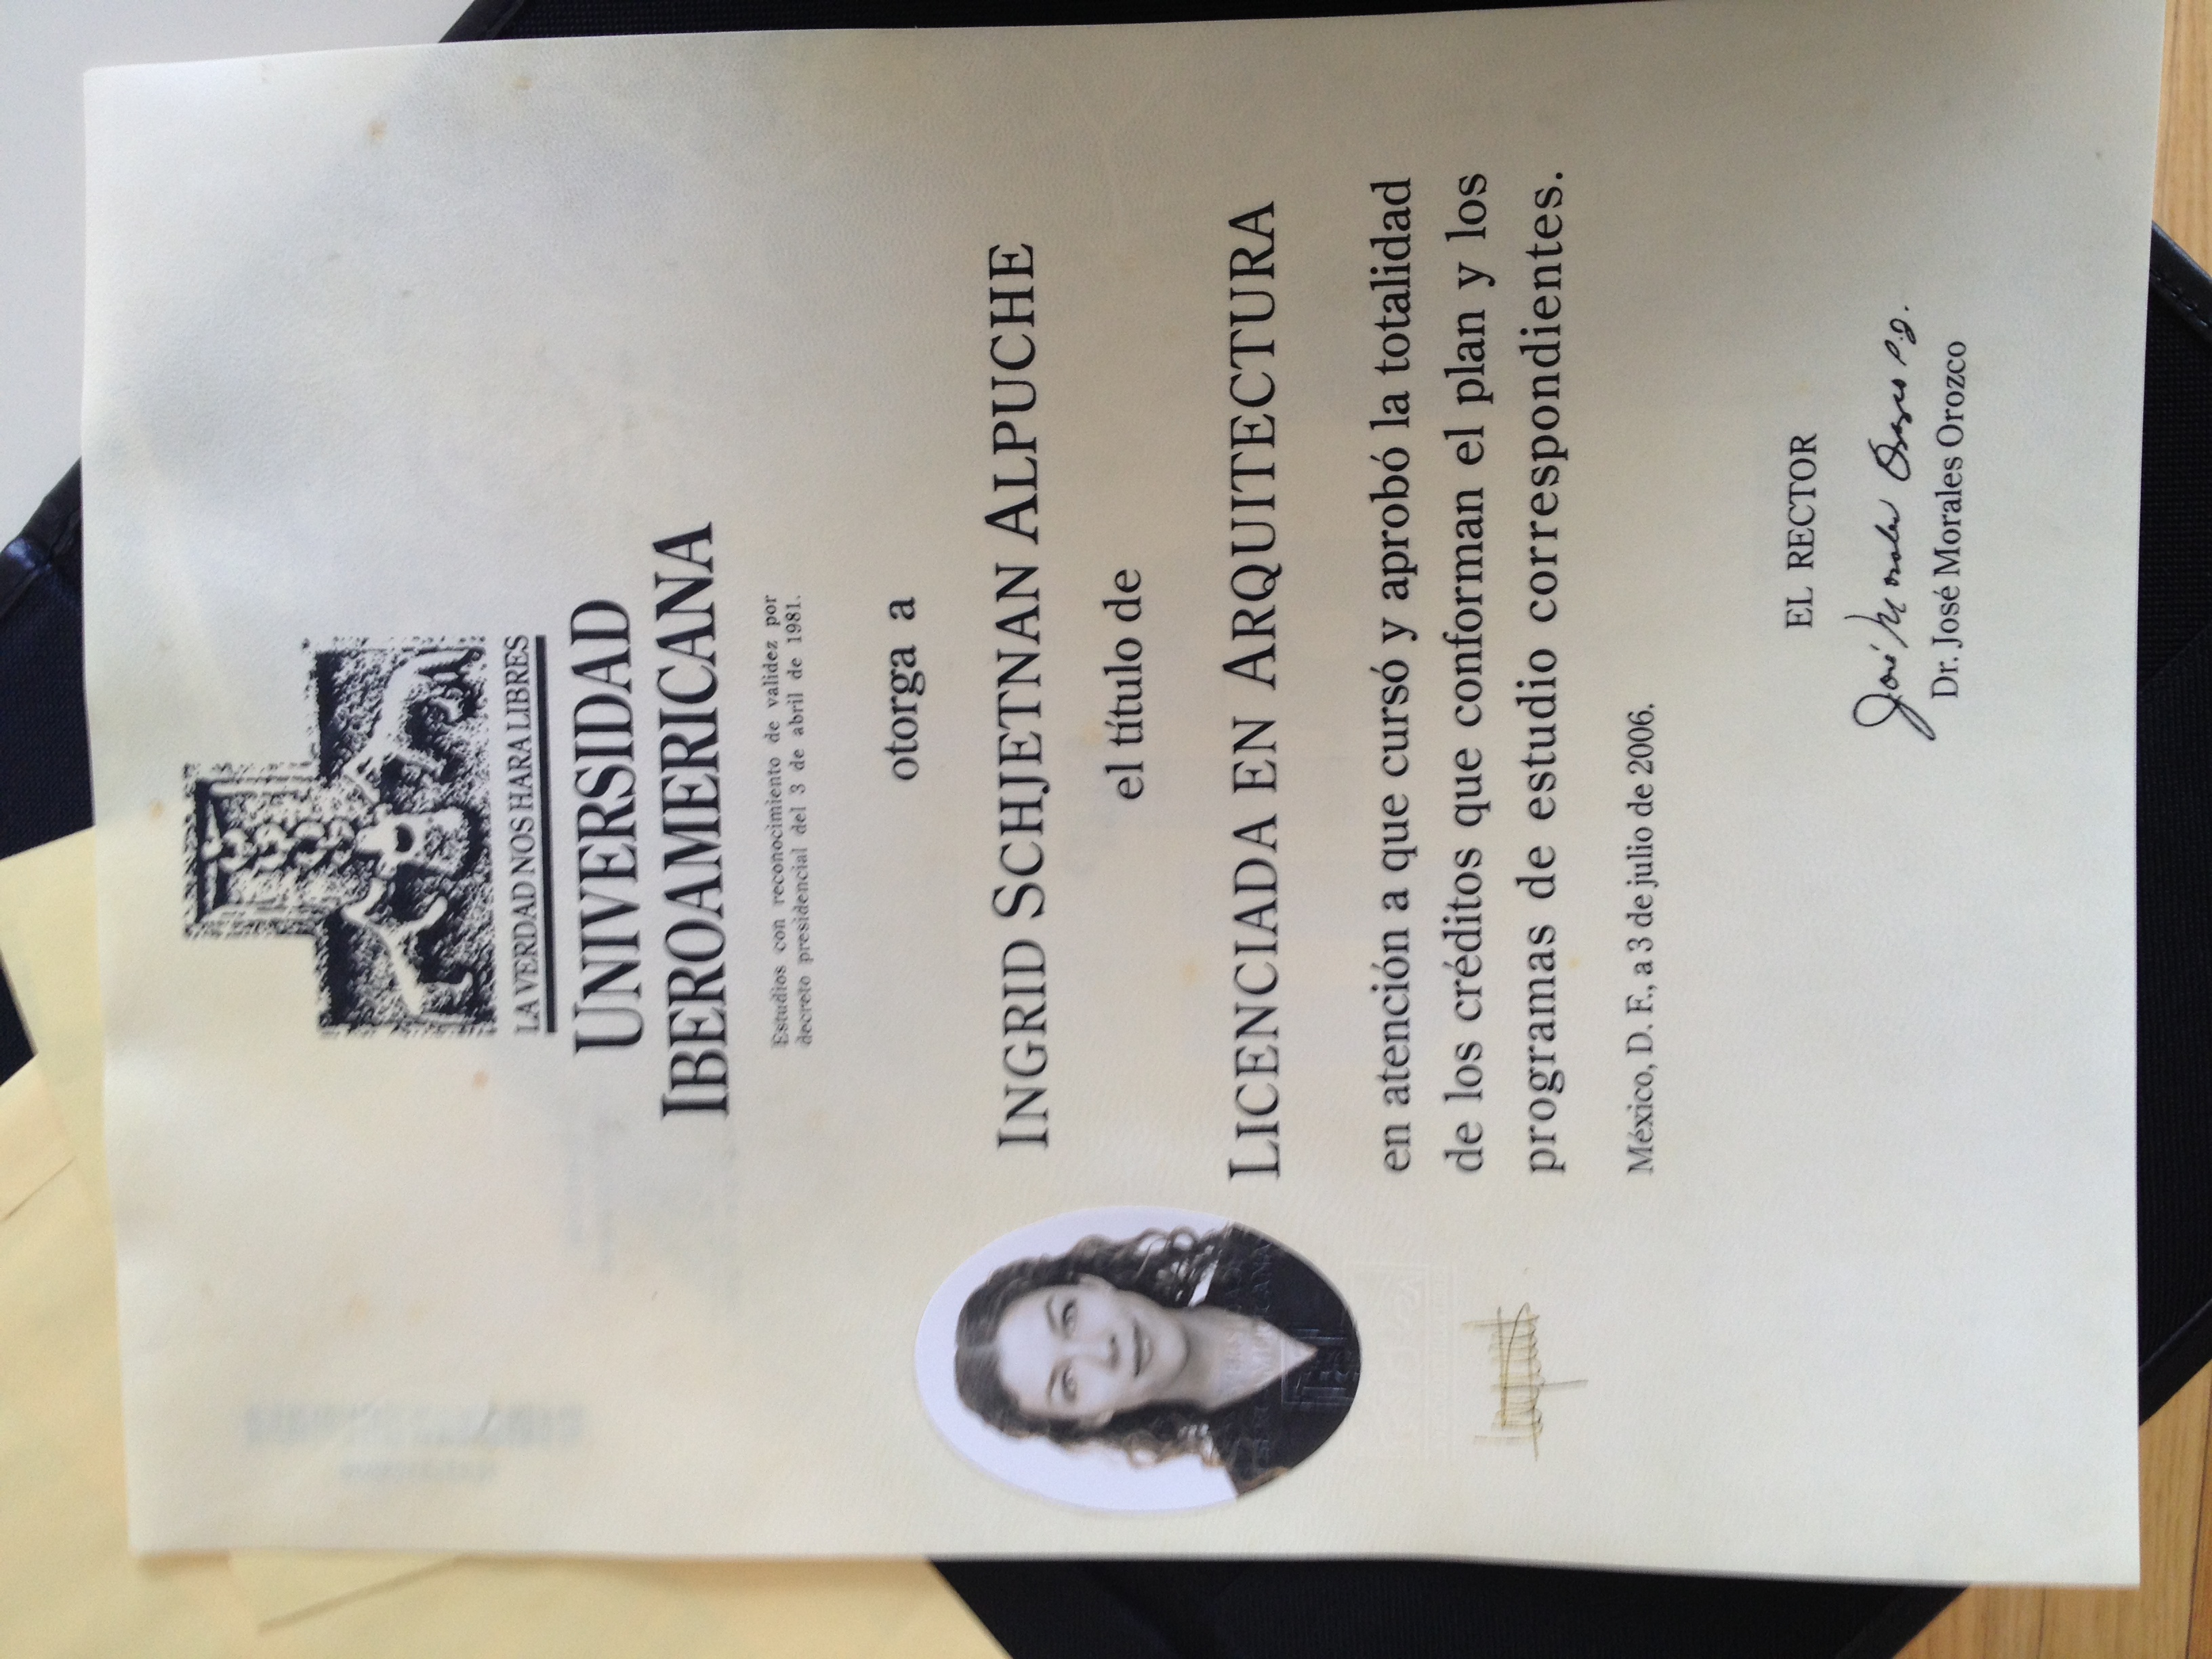 LA VERDAD NOS HARA LIBRES
UNIVERSIDAD
IBEROAMERICANA
Estudios con reconocimiento de validez por
decreto presidencial del 3 de abril de 1981.
otorga a
INGRID SCHJETNAN ALPUCHE
el título de
LICENCIADA EN ARQUITECTURA
en atención a que cursó y aprobó la totalidad
de los créditos que conforman el plan y los
programas de estudio correspondientes.
México, D. F., a 3 de julio de 2006.
EL RECTOR
José Morales Orozco
Dr. José Morales Orozco